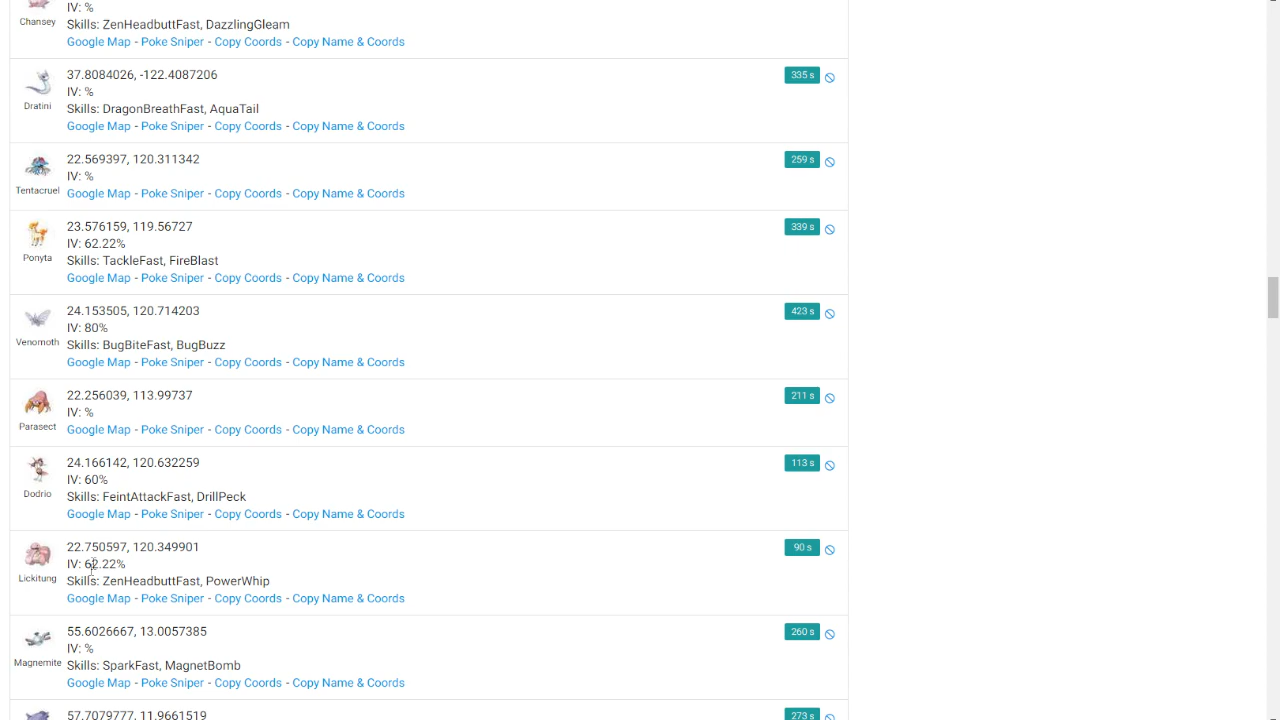 Chansey
IV: %
Skills: ZenHeadbuttFast, DazzlingGleam
Google Map - Poke Sniper - Copy Coords - Copy Name & Coords
Dratini
37.8084026, -122.4087206
335 s
IV: %
Skills: DragonBreathFast, AquaTail
Google Map - Poke Sniper - Copy Coords - Copy Name & Coords
Tentacruel
22.569397, 120.311342
259 s
IV: %
Google Map - Poke Sniper - Copy Coords - Copy Name & Coords
Ponyta
23.576159, 119.56727
339 s
IV: 62.22%
Skills: TackleFast, FireBlast
Google Map - Poke Sniper - Copy Coords - Copy Name & Coords
Venomoth
24.153505, 120.714203
423 s
IV: 80%
Skills: BugBiteFast, BugBuzz
Google Map - Poke Sniper - Copy Coords - Copy Name & Coords
Parasect
22.256039, 113.99737
211 s
IV: %
Google Map - Poke Sniper - Copy Coords - Copy Name & Coords
Dodrio
24.166142, 120.632259
113 s
IV: 60%
Skills: FeintAttackFast, DrillPeck
Google Map - Poke Sniper - Copy Coords - Copy Name & Coords
Lickitung
22.750597, 120.349901
90 s
IV: 62.22%
Skills: ZenHeadbuttFast, PowerWhip
Google Map - Poke Sniper - Copy Coords - Copy Name & Coords
Magnemite
55.6026667, 13.0057385
260 s
IV: %
Skills: SparkFast, MagnetBomb
Google Map - Poke Sniper - Copy Coords - Copy Name & Coords
11.9661519
273 s